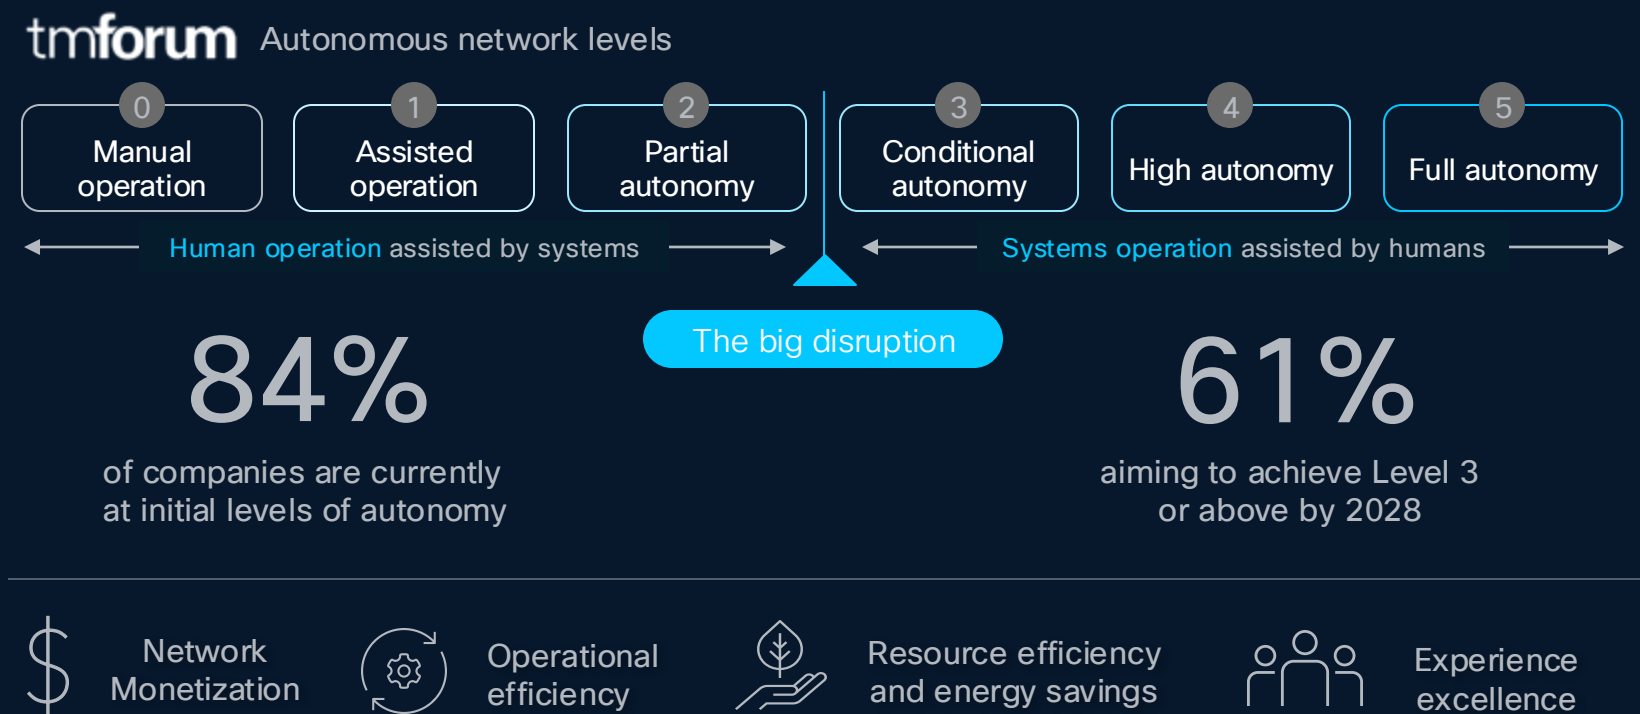 tmforum Autonomous network levels
0
Manual
operation
1
Assisted
operation
2
Partial
autonomy
3
Conditional
autonomy
4
High autonomy
5
Full autonomy
Human operation assisted by systems
Systems operation assisted by humans
The big disruption
84%
of companies are currently
at initial levels of autonomy
61%
aiming to achieve Level 3
or above by 2028
Network
Monetization
Operational
efficiency
Resource efficiency
and energy savings
Experience
excellence